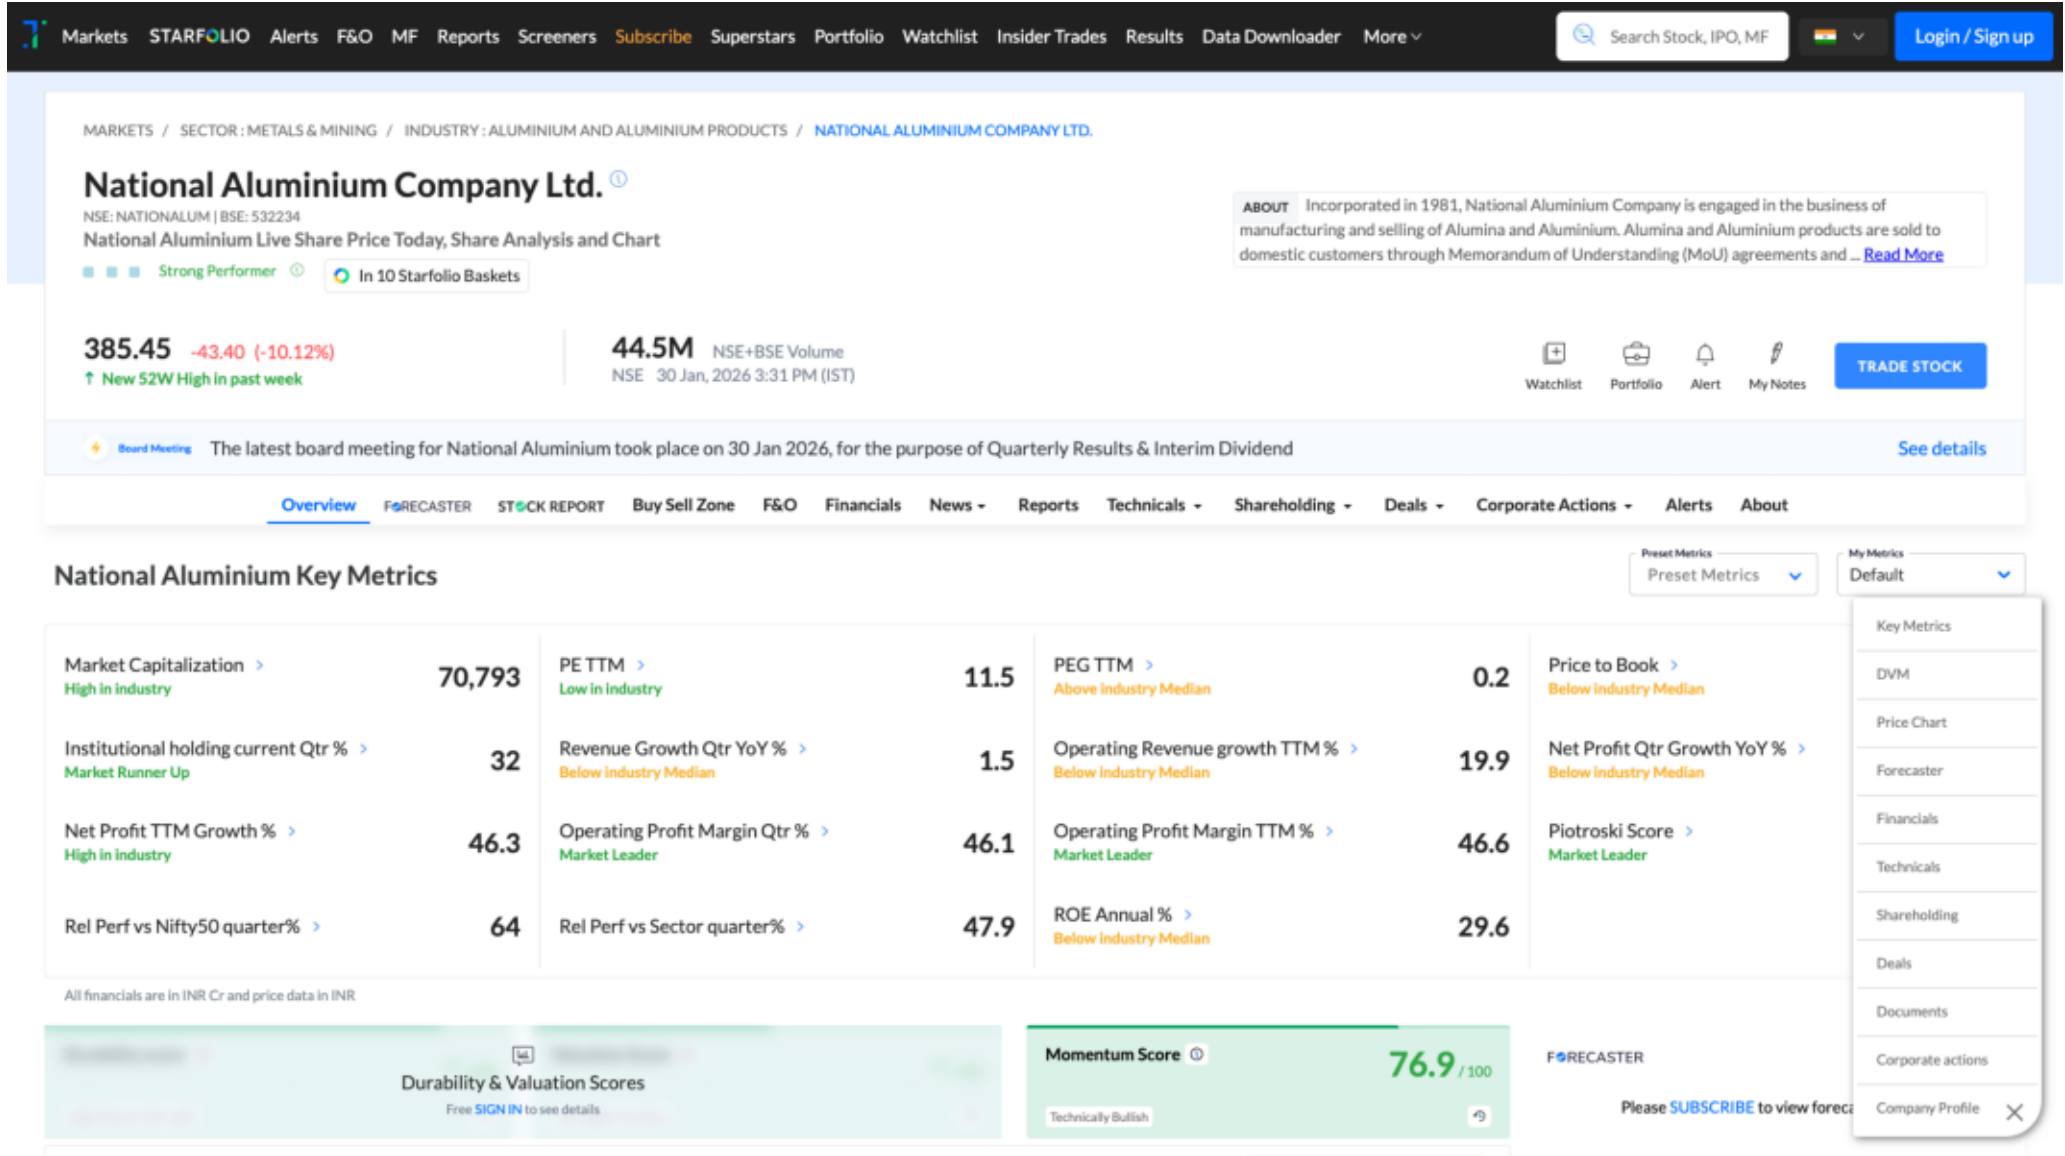 Markets STARFOLIO Alerts F&O MF Reports Screeners Subscribe Superstars Portfolio Watchlist Insider Trades Results Data Downloader More Search Stock, IPO, MF Login / Sign up
MARKETS / SECTOR : METALS & MINING / INDUSTRY : ALUMINIUM AND ALUMINIUM PRODUCTS / NATIONAL ALUMINIUM COMPANY LTD.
National Aluminium Company Ltd.
NSE: NATIONALUM | BSE: 532234
National Aluminium Live Share Price Today, Share Analysis and Chart
Strong Performer In 10 Starfolio Baskets
ABOUT Incorporated in 1981, National Aluminium Company is engaged in the business of
manufacturing and selling of Alumina and Aluminium. Alumina and Aluminium products are sold to
domestic customers through Memorandum of Understanding (MoU) agreements and ... Read More
385.45 -43.40 (-10.12%)
↑ New 52W High in past week
44.5M NSE+BSE Volume
NSE 30 Jan, 2026 3:31 PM (IST)
Watchlist Portfolio Alert My Notes TRADE STOCK
Board Meeting The latest board meeting for National Aluminium took place on 30 Jan 2026, for the purpose of Quarterly Results & Interim Dividend See details
Overview FORECASTER STOCK REPORT Buy Sell Zone F&O Financials News Reports Technicals Shareholding Deals Corporate Actions Alerts About
National Aluminium Key Metrics
Preset Metrics
Preset Metrics
My Metrics
Default
Market Capitalization 70,793
High in industry
PE TTM 11.5
Low in industry
PEG TTM 0.2
Above industry Median
Price to Book
Below industry Median
Institutional holding current Qtr % 32
Market Runner Up
Revenue Growth Qtr YoY % 1.5
Below industry Median
Operating Revenue growth TTM % 19.9
Below industry Median
Net Profit Qtr Growth YoY %
Below industry Median
Net Profit TTM Growth % 46.3
High in industry
Operating Profit Margin Qtr % 46.1
Market Leader
Operating Profit Margin TTM % 46.6
Market Leader
Piotroski Score
Market Leader
Rel Perf vs Nifty50 quarter% 64
Rel Perf vs Sector quarter% 47.9
ROE Annual % 29.6
Below industry Median
Key Metrics
DVM
Price Chart
Forecaster
Financials
Technicals
Shareholding
Deals
Documents
Corporate actions
Company Profile
All financials are in INR Cr and price data in INR
Durability & Valuation Scores
Free SIGN IN to see details
Momentum Score 76.9 / 100
Technically Bullish
FORECASTER
Please SUBSCRIBE to view